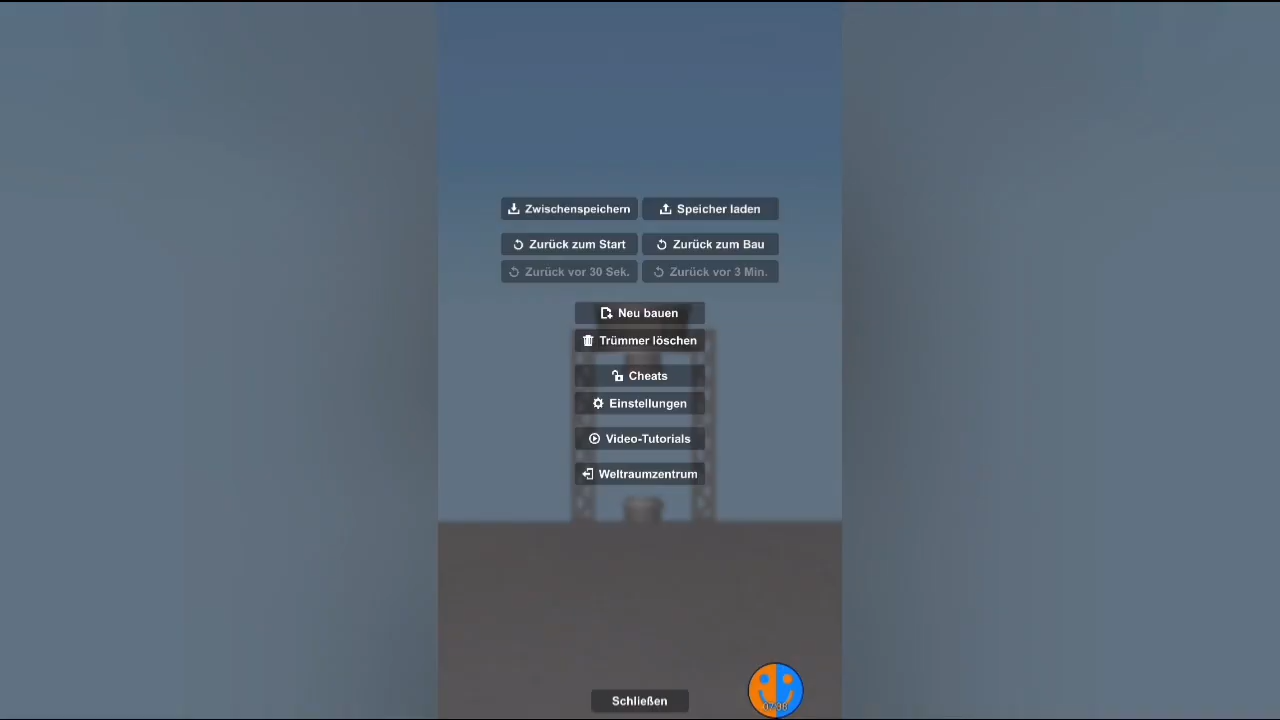 Zwischenspeichern
Speicher laden
Zurück zum Start
Zurück zum Bau
Zurück vor 30 Sek.
Zurück vor 3 Min.
Neu bauen
Trümmer löschen
Cheats
Einstellungen
Video-Tutorials
Weltraumzentrum
Schließen